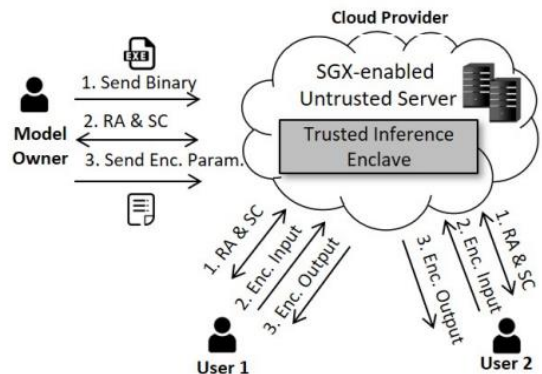 Cloud Provider
EXE
1. Send Binary
SGX-enabled
Untrusted Server
2. RA & SC
Model
Owner
Trusted Inference
Enclave
3. Send Enc. Param.
1. RA & SC
2. Enc. Input
3. Enc. Output
3. Enc. Output
2. Enc. Input
1. RA & SC
User 1
User 2